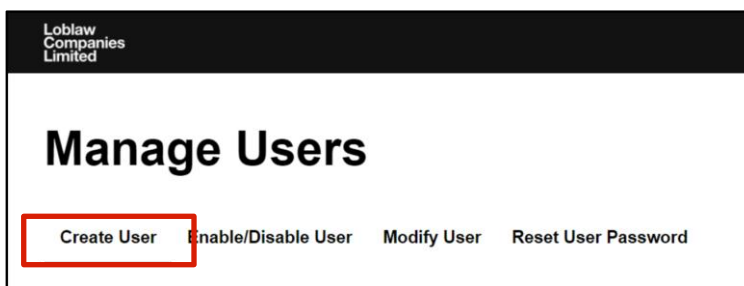 Loblaw
Companies
Limited
Manage Users
Create User Enable/Disable User Modify User Reset User Password